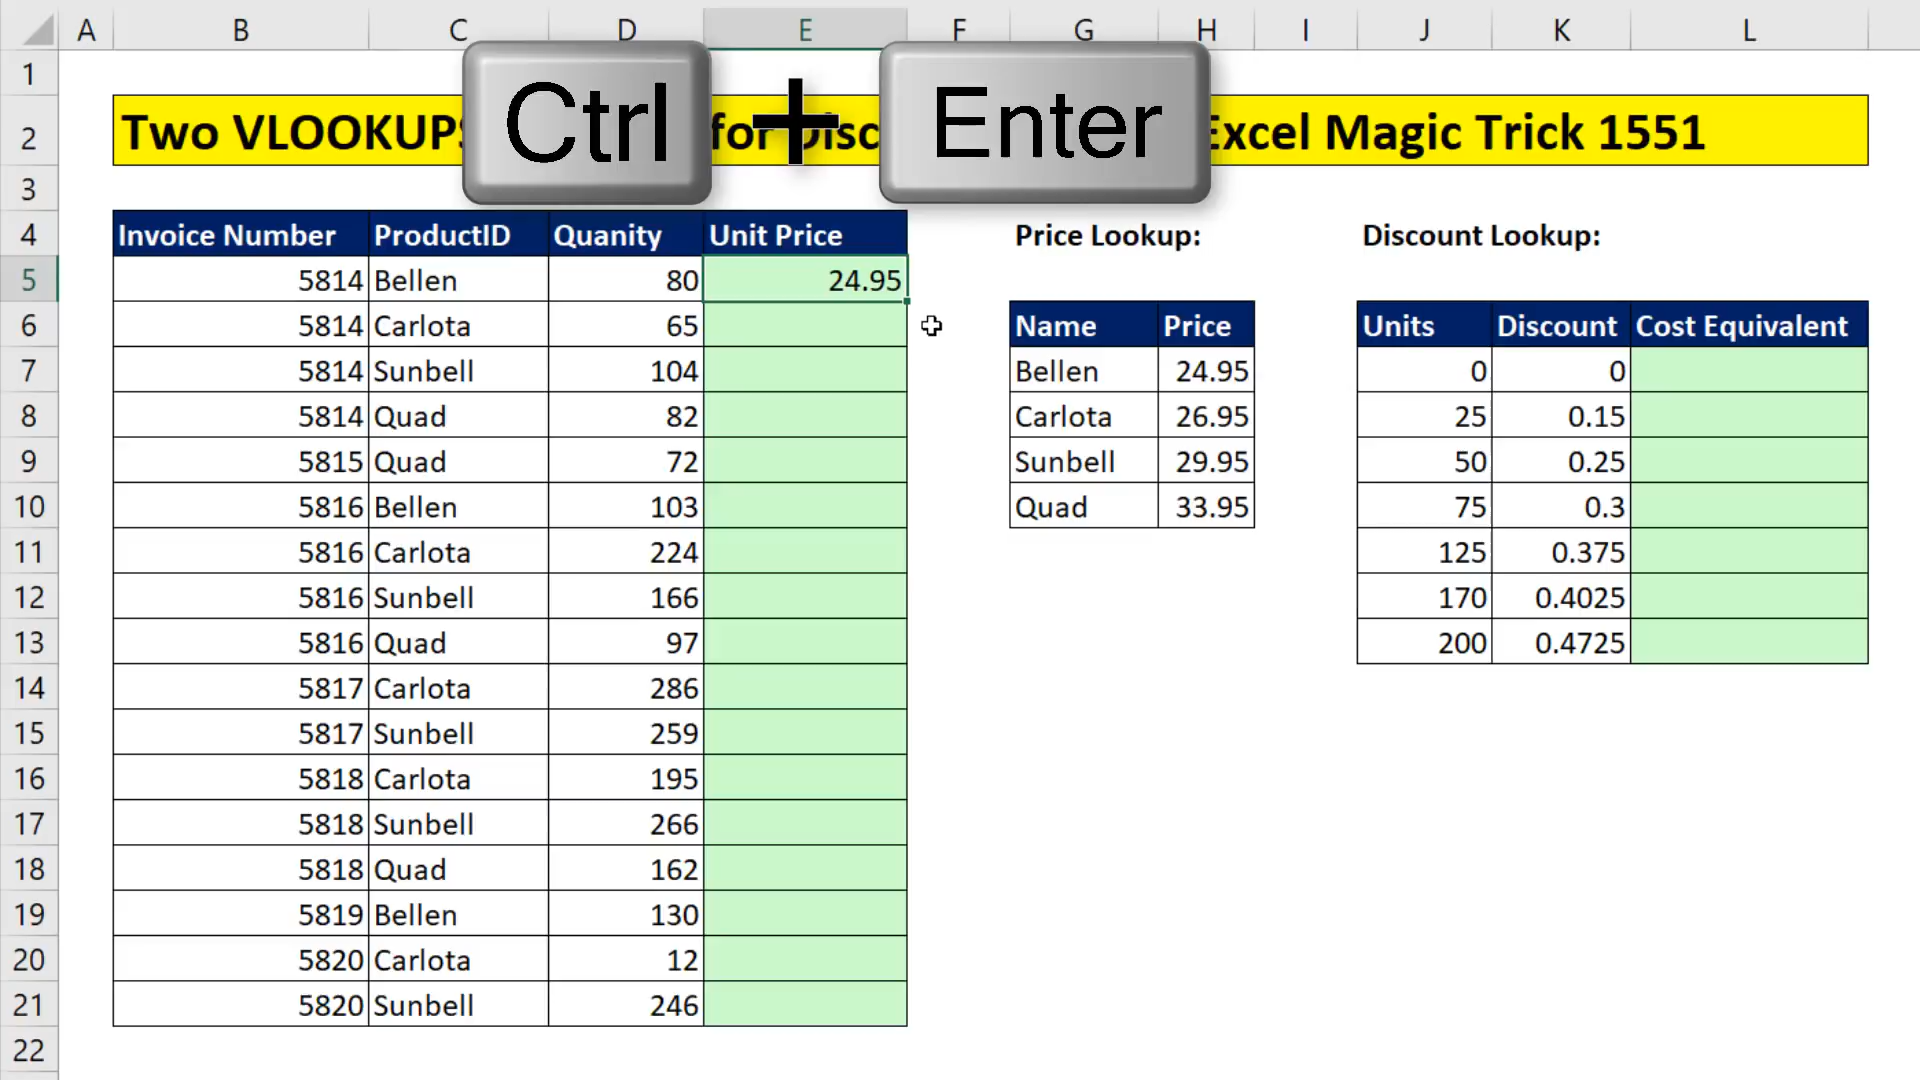 A B C D E F G H I J K L
1
2 Two VLOOKUPS for Disc Excel Magic Trick 1551
Ctrl + Enter
3
4 Invoice Number ProductID Quanity Unit Price Price Lookup: Discount Lookup:
5 5814 Bellen 80 24.95
6 5814 Carlota 65 Name Price Units Discount Cost Equivalent
7 5814 Sunbell 104 Bellen 24.95 0 0
8 5814 Quad 82 Carlota 26.95 25 0.15
9 5815 Quad 72 Sunbell 29.95 50 0.25
10 5816 Bellen 103 Quad 33.95 75 0.3
11 5816 Carlota 224 125 0.375
12 5816 Sunbell 166 170 0.4025
13 5816 Quad 97 200 0.4725
14 5817 Carlota 286
15 5817 Sunbell 259
16 5818 Carlota 195
17 5818 Sunbell 266
18 5818 Quad 162
19 5819 Bellen 130
20 5820 Carlota 12
21 5820 Sunbell 246
22